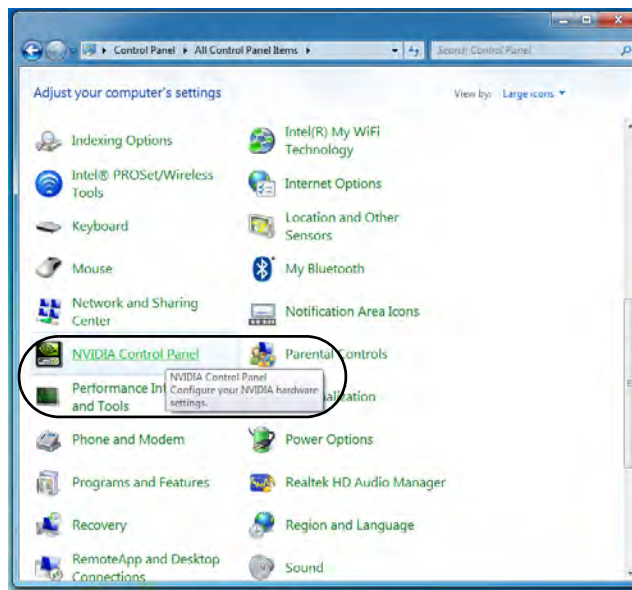 Control Panel ▸ All Control Panel Items ▸
Search Control Panel
Adjust your computer's settings
View by: Large icons ▾
Indexing Options
Intel(R) My WiFi
Technology
Intel® PROSet/Wireless
Tools
Internet Options
Keyboard
Location and Other
Sensors
Mouse
My Bluetooth
Network and Sharing
Center
Notification Area Icons
NVIDIA Control Panel
Parental Controls
NVIDIA Control Panel
Configure your NVIDIA hardware
settings.
Performance In
and Tools
alization
Phone and Modem
Power Options
Programs and Features
Realtek HD Audio Manager
Recovery
Region and Language
RemoteApp and Desktop
Connections
Sound